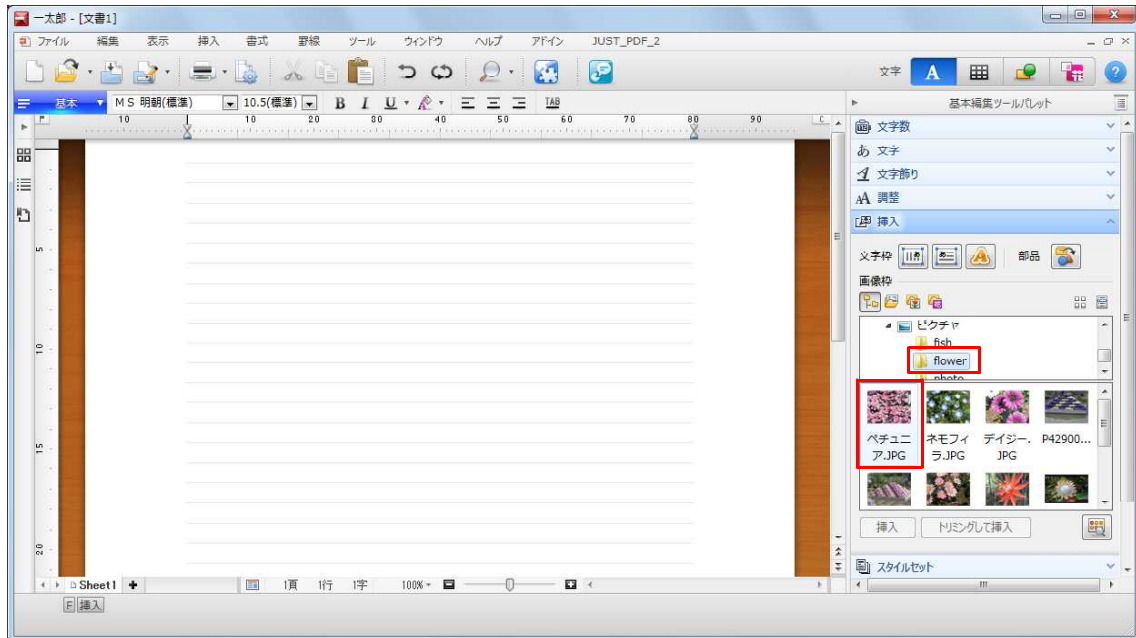 一太郎 - [文書1]
ファイル 編集 表示 挿入 書式 罫線 ツール ウィンドウ ヘルプ アドイン JUST_PDF_2
文字 A
基本 MS 明朝(標準) 10.5(標準) B I U TAB
基本編集ツールパレット
10 10 20 30 40 50 60 70 80 90
文字数
あ 文字
文字飾り
AA 調整
挿入
文字枠 部品
画像枠
ピクチャ
fish
flower
photo
ペチュニ
ア.JPG
ネモフィ
ラ.JPG
デイジー.
JPG
P42900...
挿入 トリミングして挿入
スタイルセット
5
10
15
20
Sheet1 1頁 1行 1字 100%
F 挿入